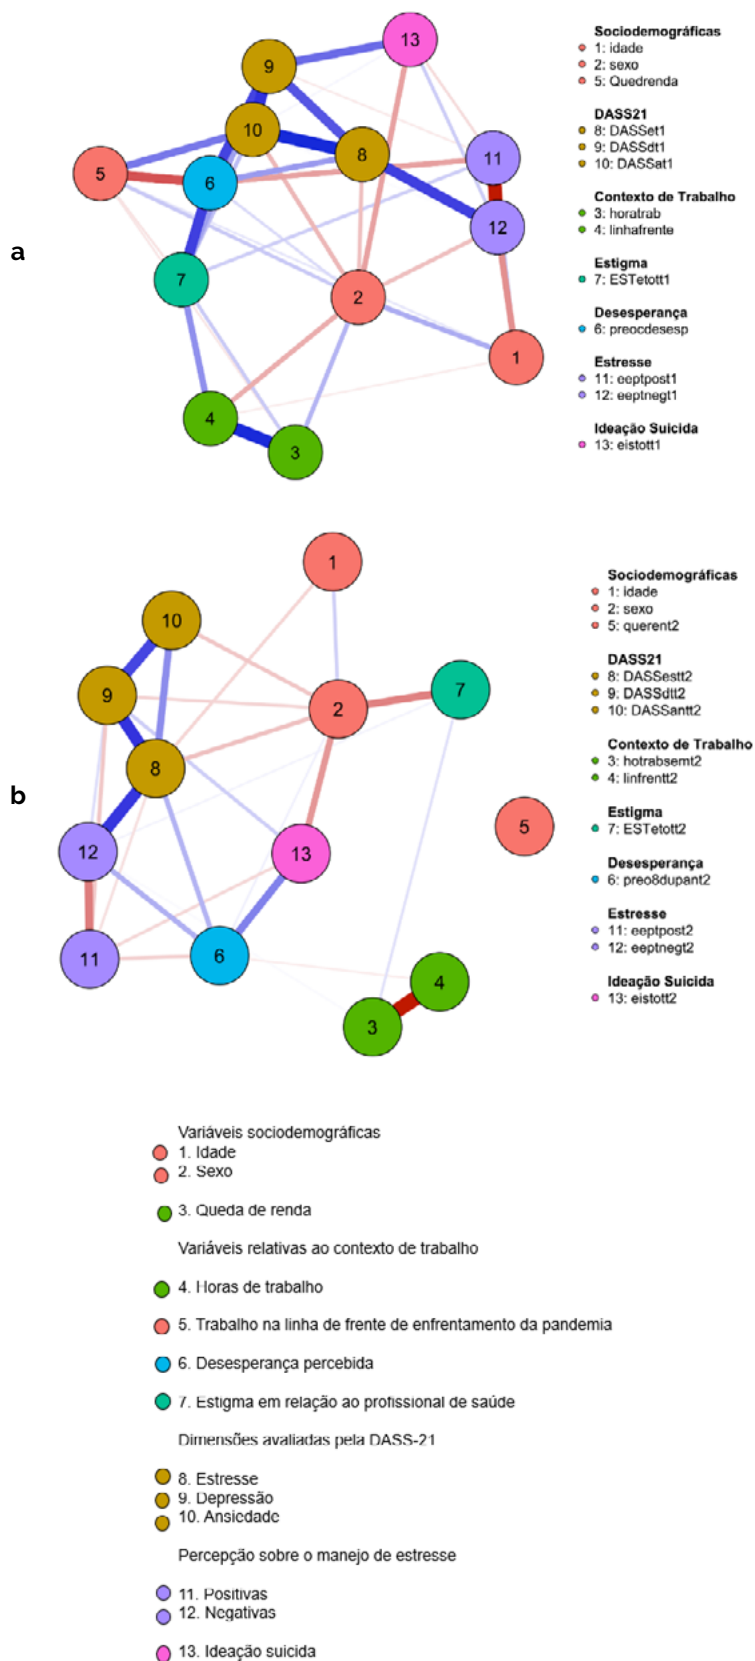 a
9
13
10
8
11
5
6
12
7
2
1
4
3
Sociodemográficas
1: idade
2: sexo
5: Quedrenda
DASS21
8: DASSet1
9: DASSdt1
10: DASSat1
Contexto de Trabalho
3: horatrab
4: linhafrente
Estigma
7: ESTetott1
Desesperança
6: preocdesesp
Estresse
11: eeptpost1
12: eeptnegt1
Ideação Suicida
13: eistott1
b
1
10
9
7
2
8
5
12
13
11
6
4
3
Sociodemográficas
1: idade
2: sexo
5: querent2
DASS21
8: DASSestt2
9: DASSdtt2
10: DASSantt2
Contexto de Trabalho
3: hotrabsemt2
4: linfrentt2
Estigma
7: ESTetott2
Desesperança
6: preo8dupant2
Estresse
11: eeptpost2
12: eeptnegt2
Ideação Suicida
13: eistott2
Variáveis sociodemográficas
1. Idade
2. Sexo
3. Queda de renda
Variáveis relativas ao contexto de trabalho
4. Horas de trabalho
5. Trabalho na linha de frente de enfrentamento da pandemia
6. Desesperança percebida
7. Estigma em relação ao profissional de saúde
Dimensões avaliadas pela DASS-21
8. Estresse
9. Depressão
10. Ansiedade
Percepção sobre o manejo de estresse
11. Positivas
12. Negativas
13. Ideação suicida